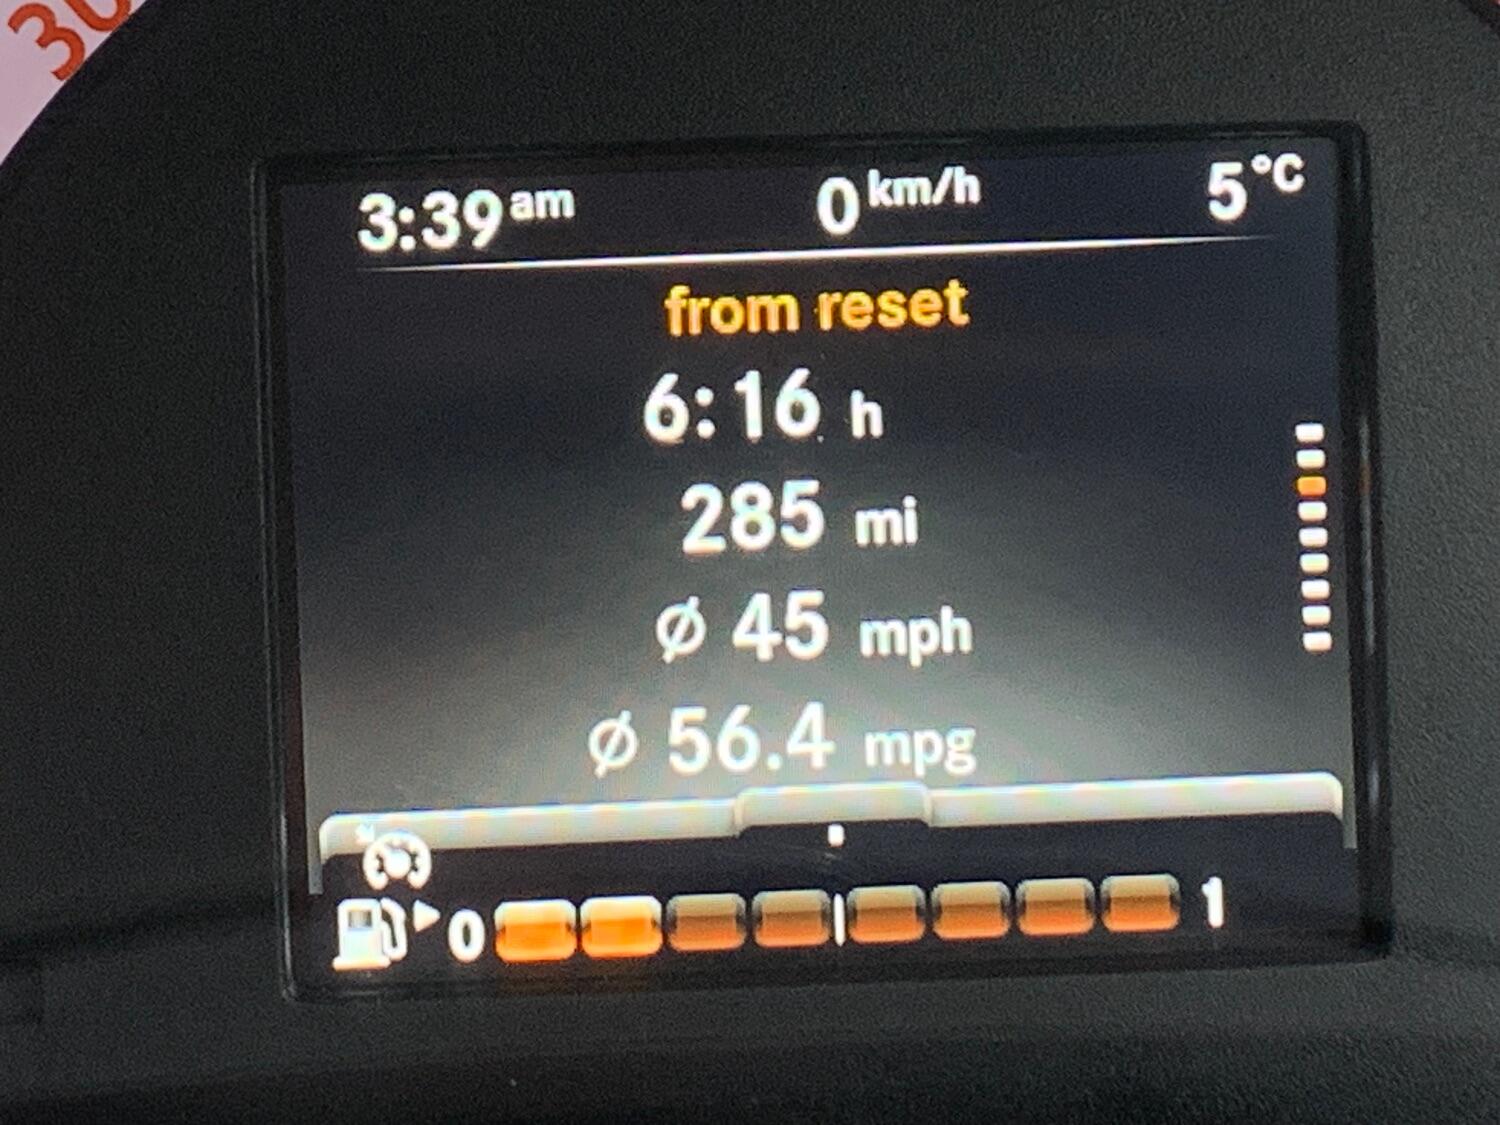 30
3:39 am 0 km/h 5 °C
from reset
6:16 h
285 mi
Ø 45 mph
Ø 56.4 mpg
0 1